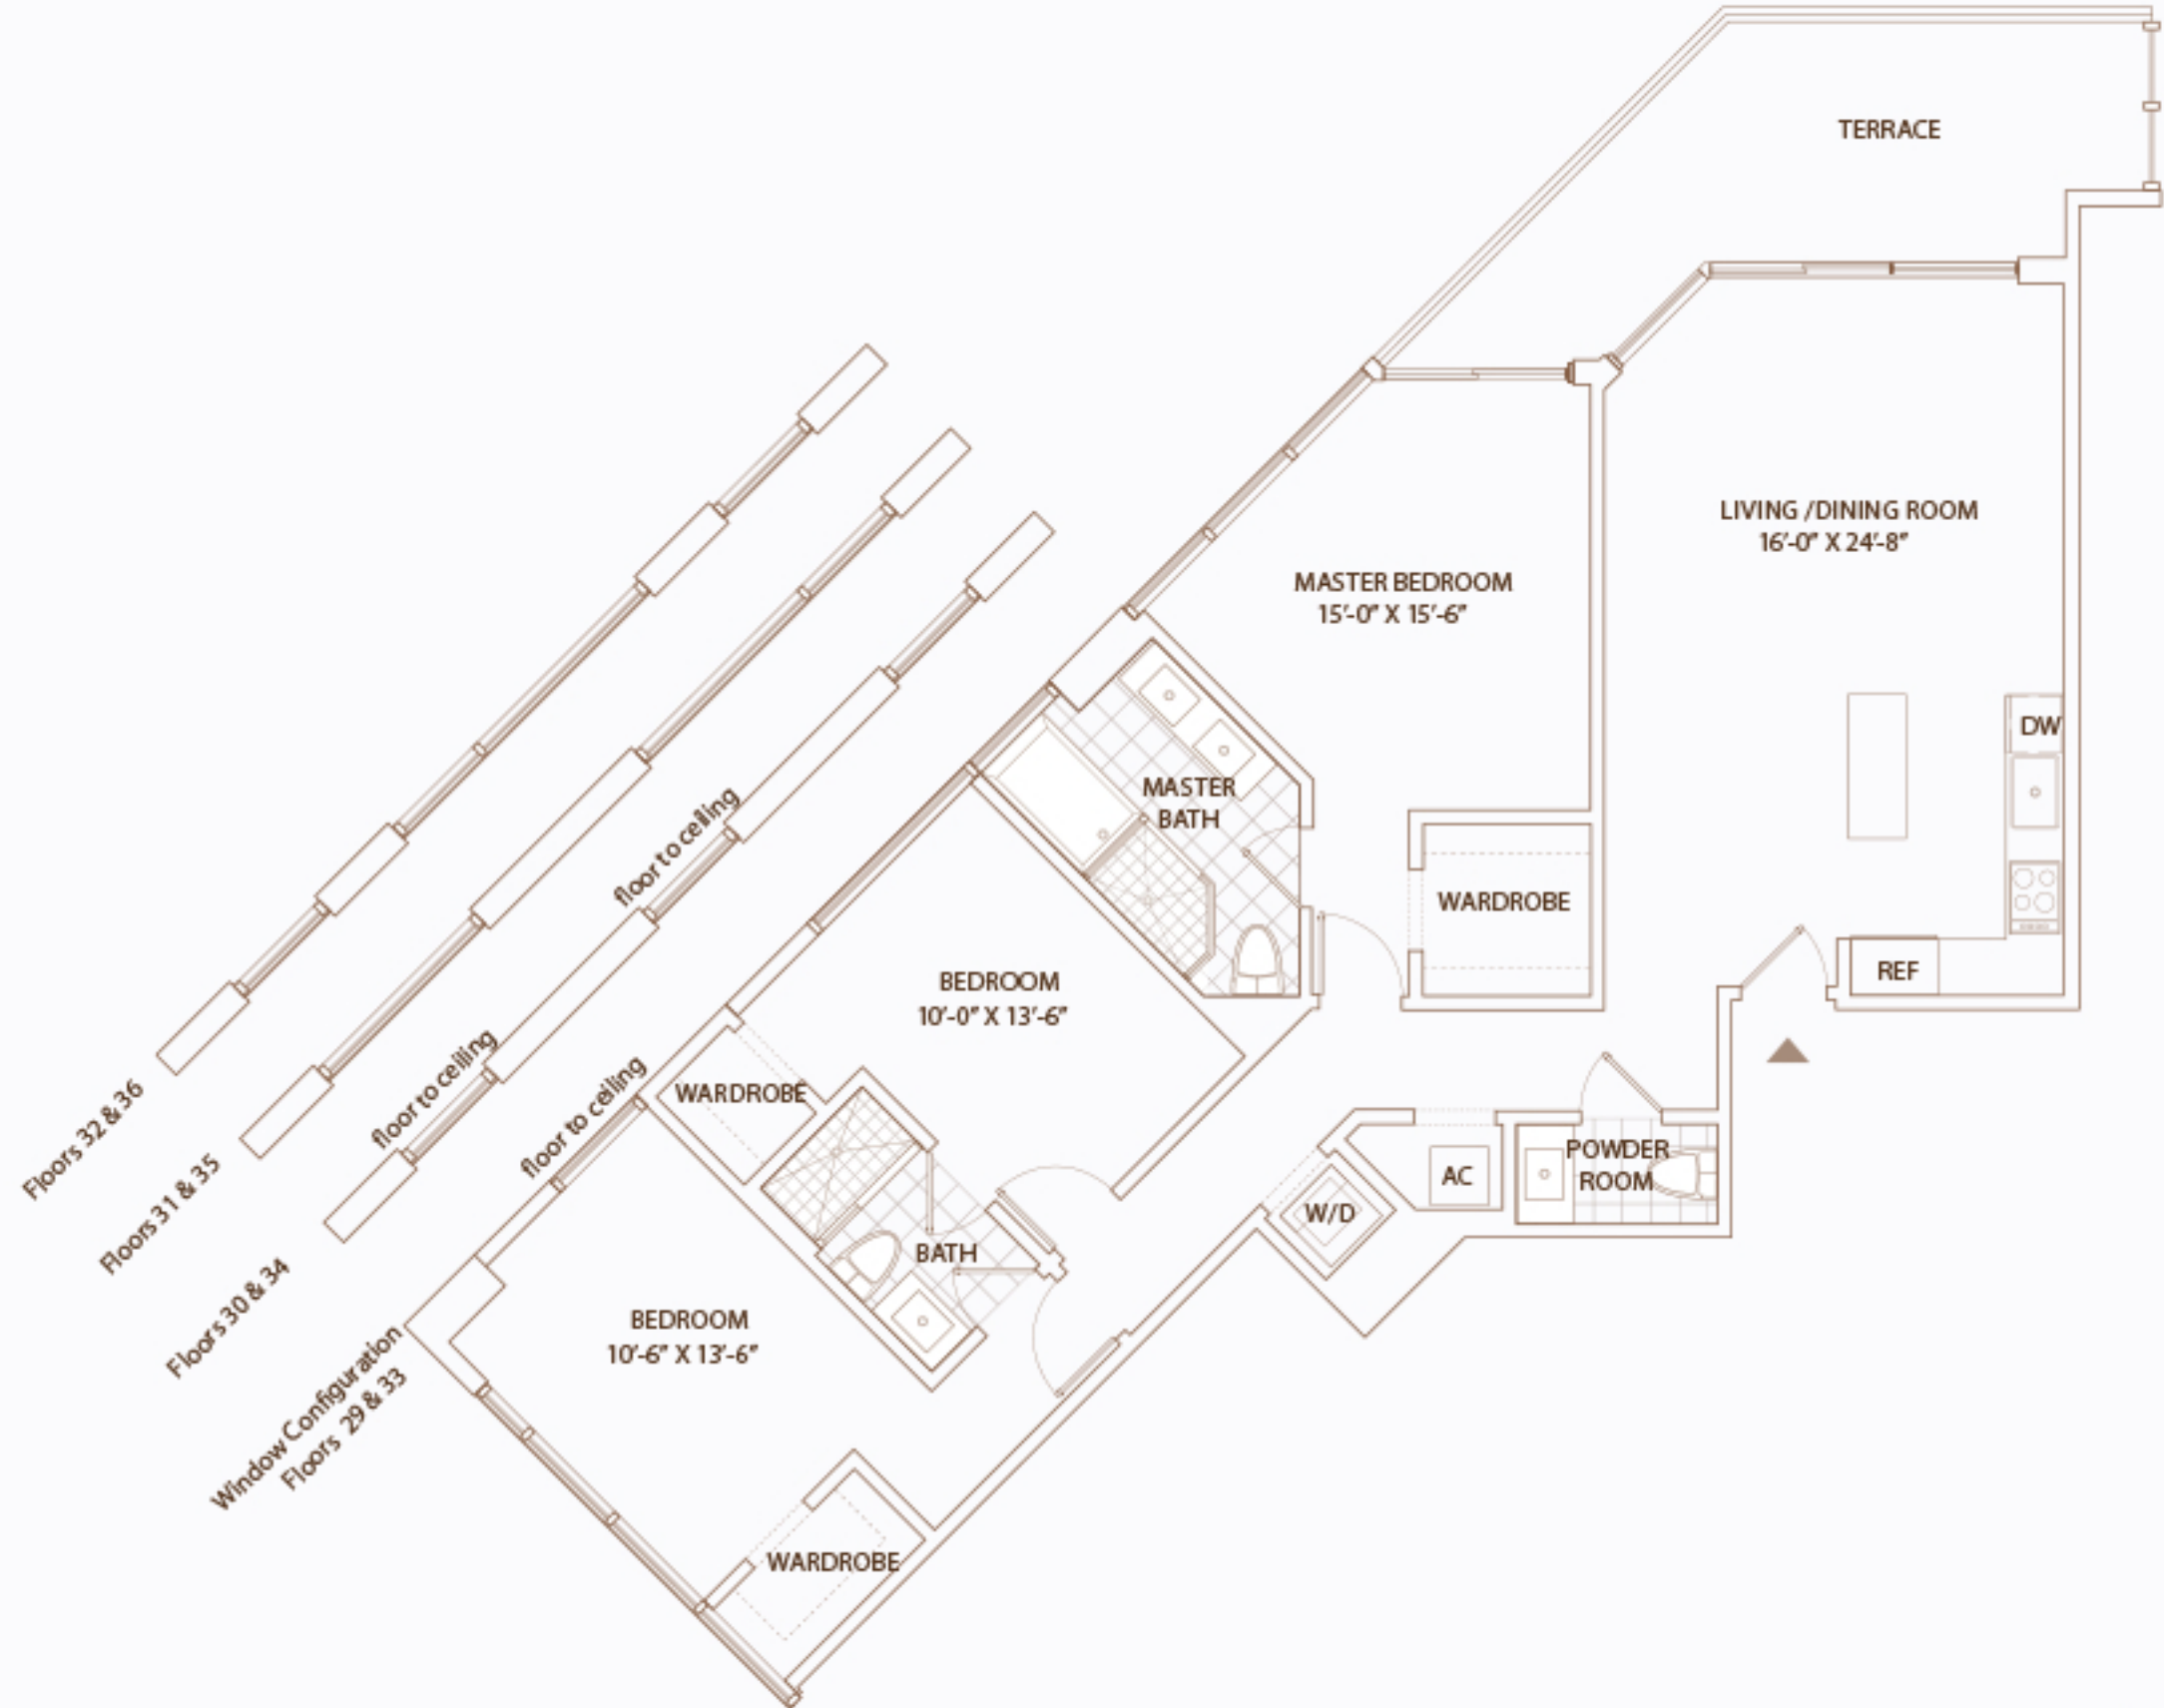 TERRACE
LIVING /DINING ROOM
16'-0" X 24'-8"
MASTER BEDROOM
15'-0" X 15'-6"
DW
MASTER
BATH
WARDROBE
REF
BEDROOM
10'-0" X 13'-6"
WARDROBE
POWDER
ROOM
AC
W/D
BATH
BEDROOM
10'-6" X 13'-6"
WARDROBE
floor to ceiling
floor to ceiling
floor to ceiling
Floors 32 & 36
Floors 31 & 35
Floors 30 & 34
Window Configuration
Floors 29 & 33